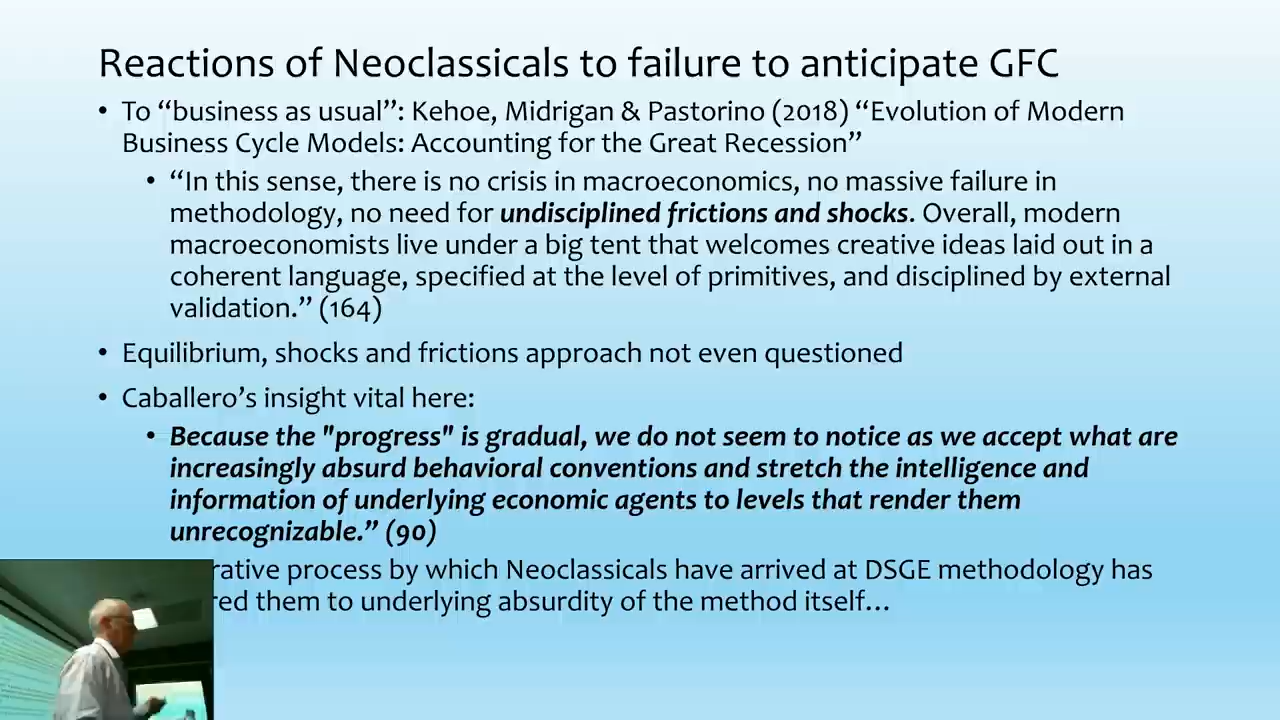 Reactions of Neoclassicals to failure to anticipate GFC
• To “business as usual”: Kehoe, Midrigan & Pastorino (2018) “Evolution of Modern
Business Cycle Models: Accounting for the Great Recession”
• “In this sense, there is no crisis in macroeconomics, no massive failure in
methodology, no need for undisciplined frictions and shocks. Overall, modern
macroeconomists live under a big tent that welcomes creative ideas laid out in a
coherent language, specified at the level of primitives, and disciplined by external
validation.” (164)
• Equilibrium, shocks and frictions approach not even questioned
• Caballero’s insight vital here:
• Because the "progress" is gradual, we do not seem to notice as we accept what are
increasingly absurd behavioral conventions and stretch the intelligence and
information of underlying economic agents to levels that render them
unrecognizable.” (90)
process by which Neoclassicals have arrived at DSGE methodology has
them to underlying absurdity of the method itself…